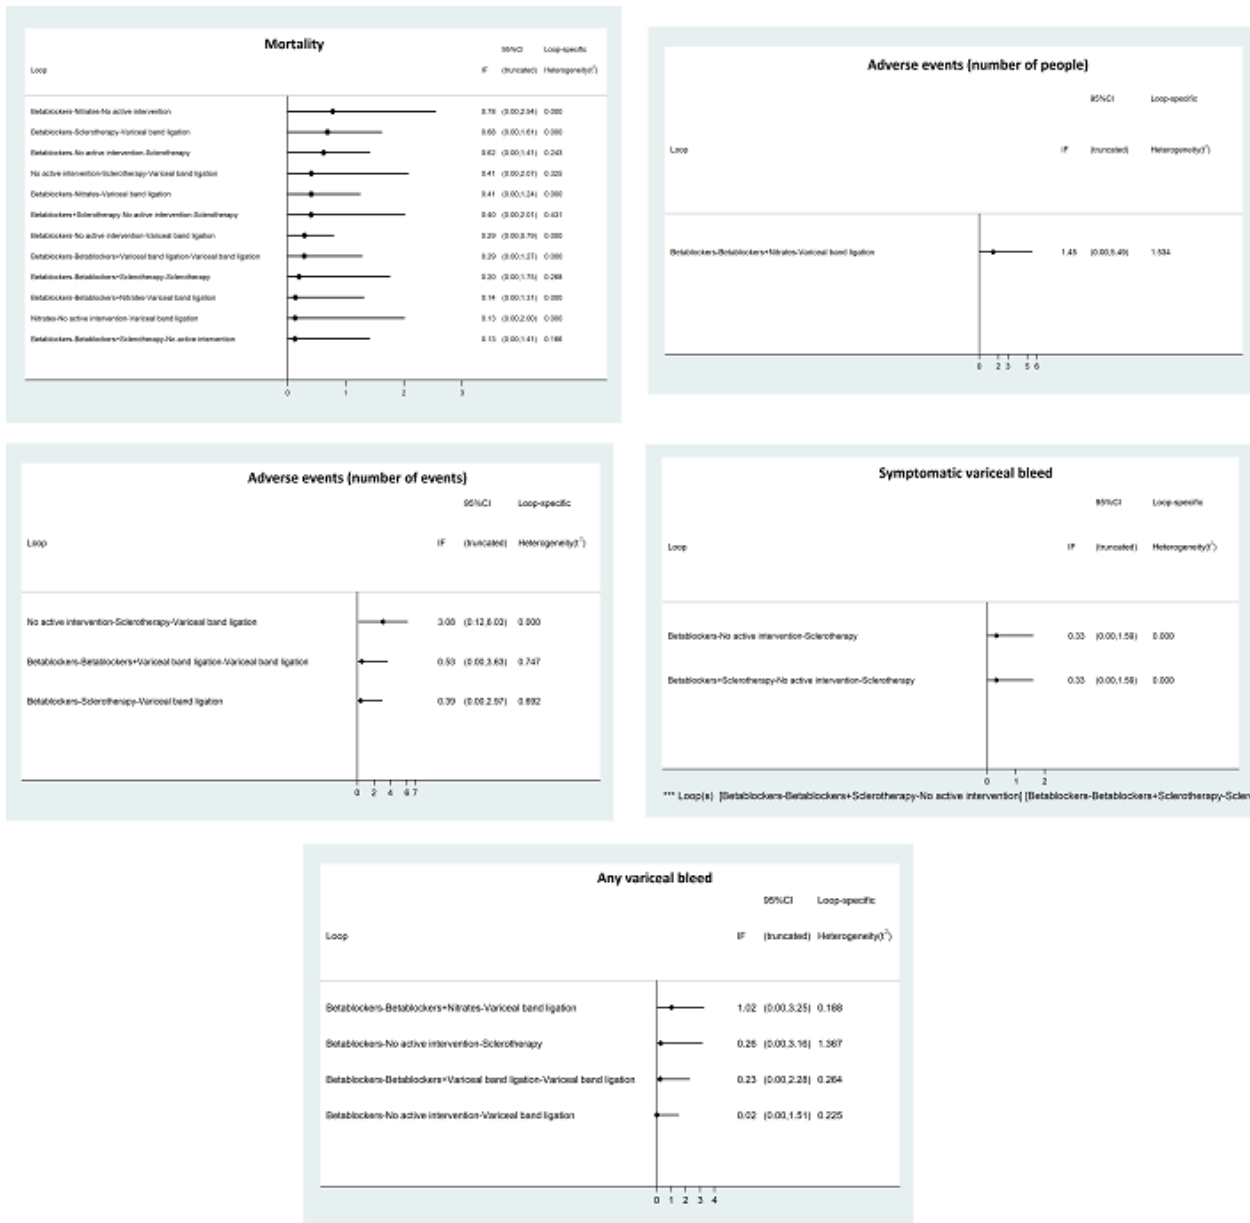 Mortality
95%CI Loop-specific
Loop IF (truncated) Heterogeneity(τ²)
Betablockers-Nitrates-No active intervention 0.78 (0.00,2.54) 0.000
Betablockers-Sclerotherapy-Variceal band ligation 0.68 (0.00,1.61) 0.000
Betablockers-No active intervention-Sclerotherapy 0.62 (0.00,1.41) 0.243
No active intervention-Sclerotherapy-Variceal band ligation 0.41 (0.00,2.07) 0.325
Betablockers-Nitrates-Variceal band ligation 0.41 (0.00,1.24) 0.000
Betablockers+Sclerotherapy-No active intervention-Sclerotherapy 0.40 (0.00,2.01) 0.431
Betablockers-No active intervention-Variceal band ligation 0.29 (0.00,0.79) 0.000
Betablockers-Betablockers+Variceal band ligation-Variceal band ligation 0.29 (0.00,1.27) 0.000
Betablockers-Betablockers+Sclerotherapy-Sclerotherapy 0.20 (0.00,1.75) 0.268
Betablockers-Betablockers+Nitrates-Variceal band ligation 0.14 (0.00,1.31) 0.000
Nitrates-No active intervention-Variceal band ligation 0.13 (0.00,2.00) 0.000
Betablockers-Betablockers+Sclerotherapy-No active intervention 0.13 (0.00,1.41) 0.166
0 1 2 3
Adverse events (number of people)
95%CI Loop-specific
Loop IF (truncated) Heterogeneity(τ²)
Betablockers-Betablockers+Nitrates-Variceal band ligation 1.45 (0.00,5.49) 1.534
0 2 3 5 6
Adverse events (number of events)
95%CI Loop-specific
Loop IF (truncated) Heterogeneity(τ²)
No active intervention-Sclerotherapy-Variceal band ligation 3.08 (0.12,6.03) 0.000
Betablockers-Betablockers+Variceal band ligation-Variceal band ligation 0.53 (0.00,3.63) 0.747
Betablockers-Sclerotherapy-Variceal band ligation 0.39 (0.00,2.97) 0.692
0 2 4 6 7
Symptomatic variceal bleed
95%CI Loop-specific
Loop IF (truncated) Heterogeneity(τ²)
Betablockers-No active intervention-Sclerotherapy 0.33 (0.00,1.59) 0.000
Betablockers+Sclerotherapy-No active intervention-Sclerotherapy 0.33 (0.00,1.59) 0.000
0 1 2
*** Loop(s) [Betablockers-Betablockers+Sclerotherapy-No active intervention] [Betablockers-Betablockers+Sclerotherapy-Scler
Any variceal bleed
95%CI Loop-specific
Loop IF (truncated) Heterogeneity(τ²)
Betablockers-Betablockers+Nitrates-Variceal band ligation 1.02 (0.00,3.25) 0.188
Betablockers-No active intervention-Sclerotherapy 0.26 (0.00,3.16) 1.367
Betablockers-Betablockers+Variceal band ligation-Variceal band ligation 0.23 (0.00,2.28) 0.264
Betablockers-No active intervention-Variceal band ligation 0.02 (0.00,1.51) 0.225
0 1 2 3 4